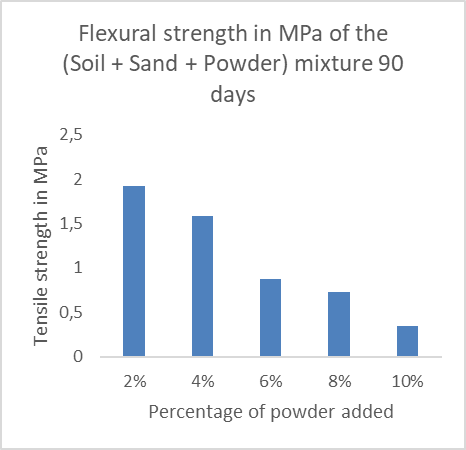 Flexural strength in MPa of the
(Soil + Sand + Powder) mixture 90
days
Tensile strength in MPa
2,5
2
1,5
1
0,5
0
2% 4% 6% 8% 10%
Percentage of powder added